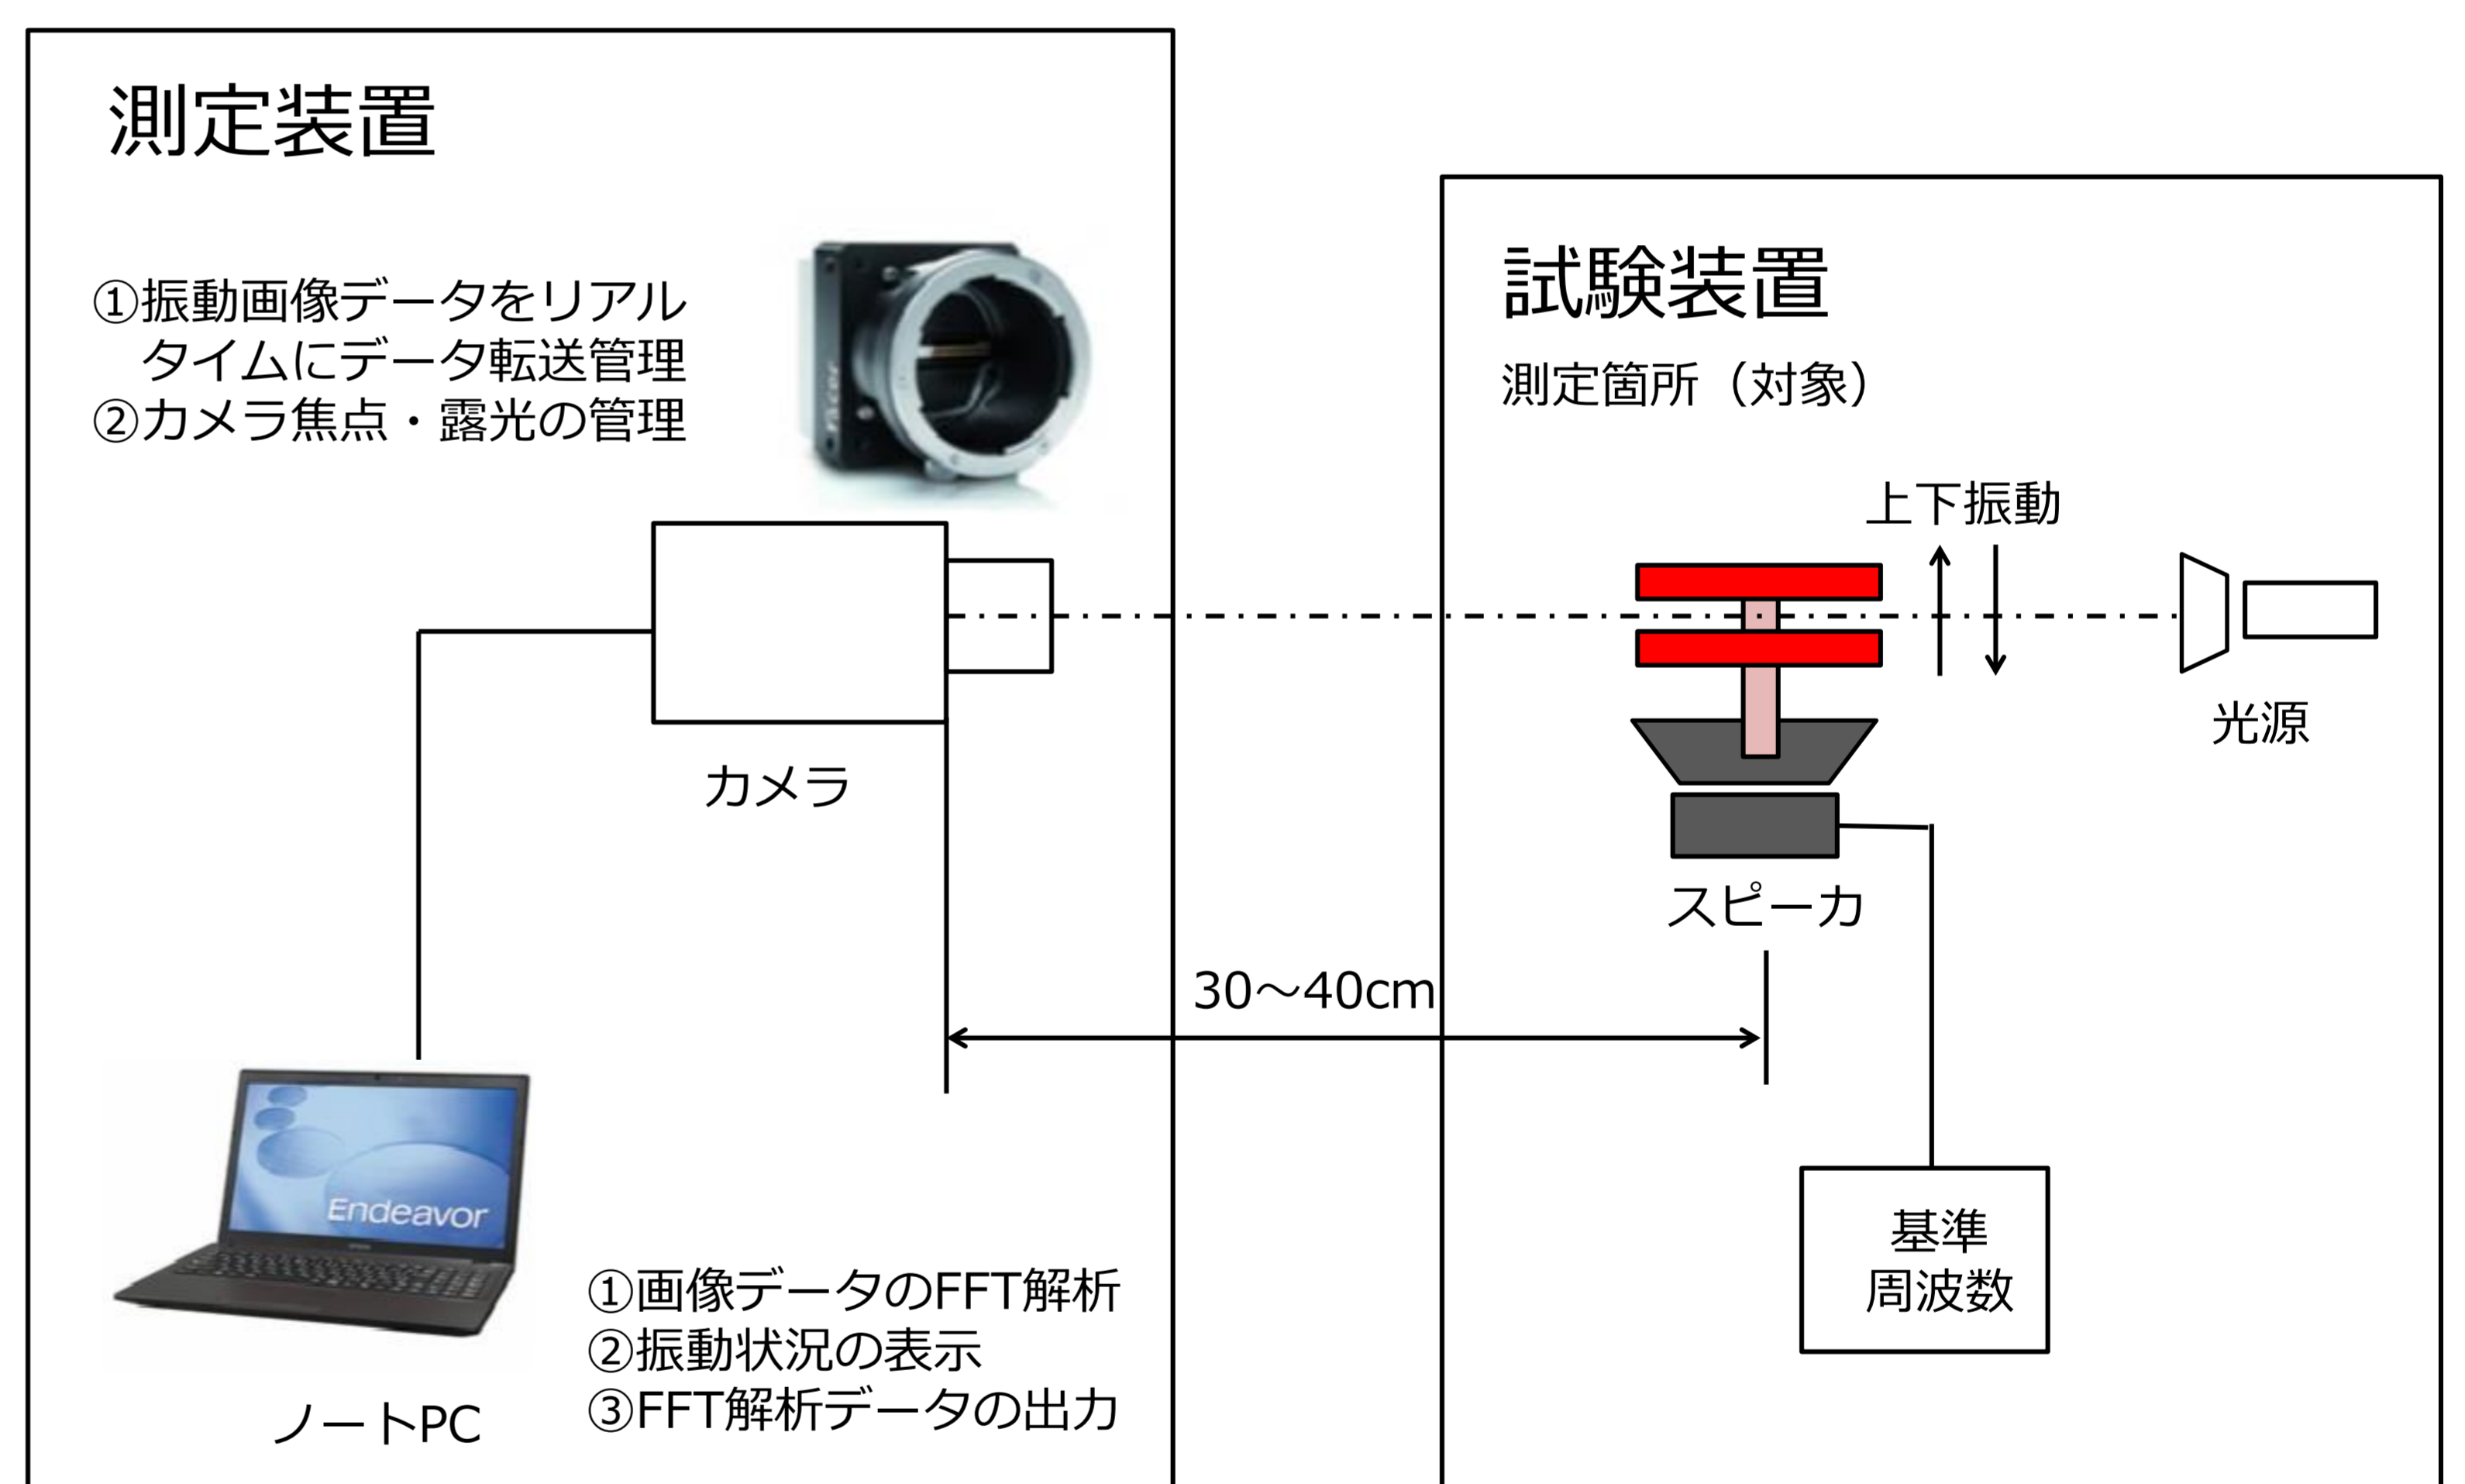 測定装置
①振動画像データをリアル
タイムにデータ転送管理
②カメラ焦点・露光の管理
カメラ
Endeavor
ノートPC
①画像データのFFT解析
②振動状況の表示
③FFT解析データの出力
30～40cm
試験装置
測定箇所（対象）
上下振動
光源
スピーカ
基準
周波数